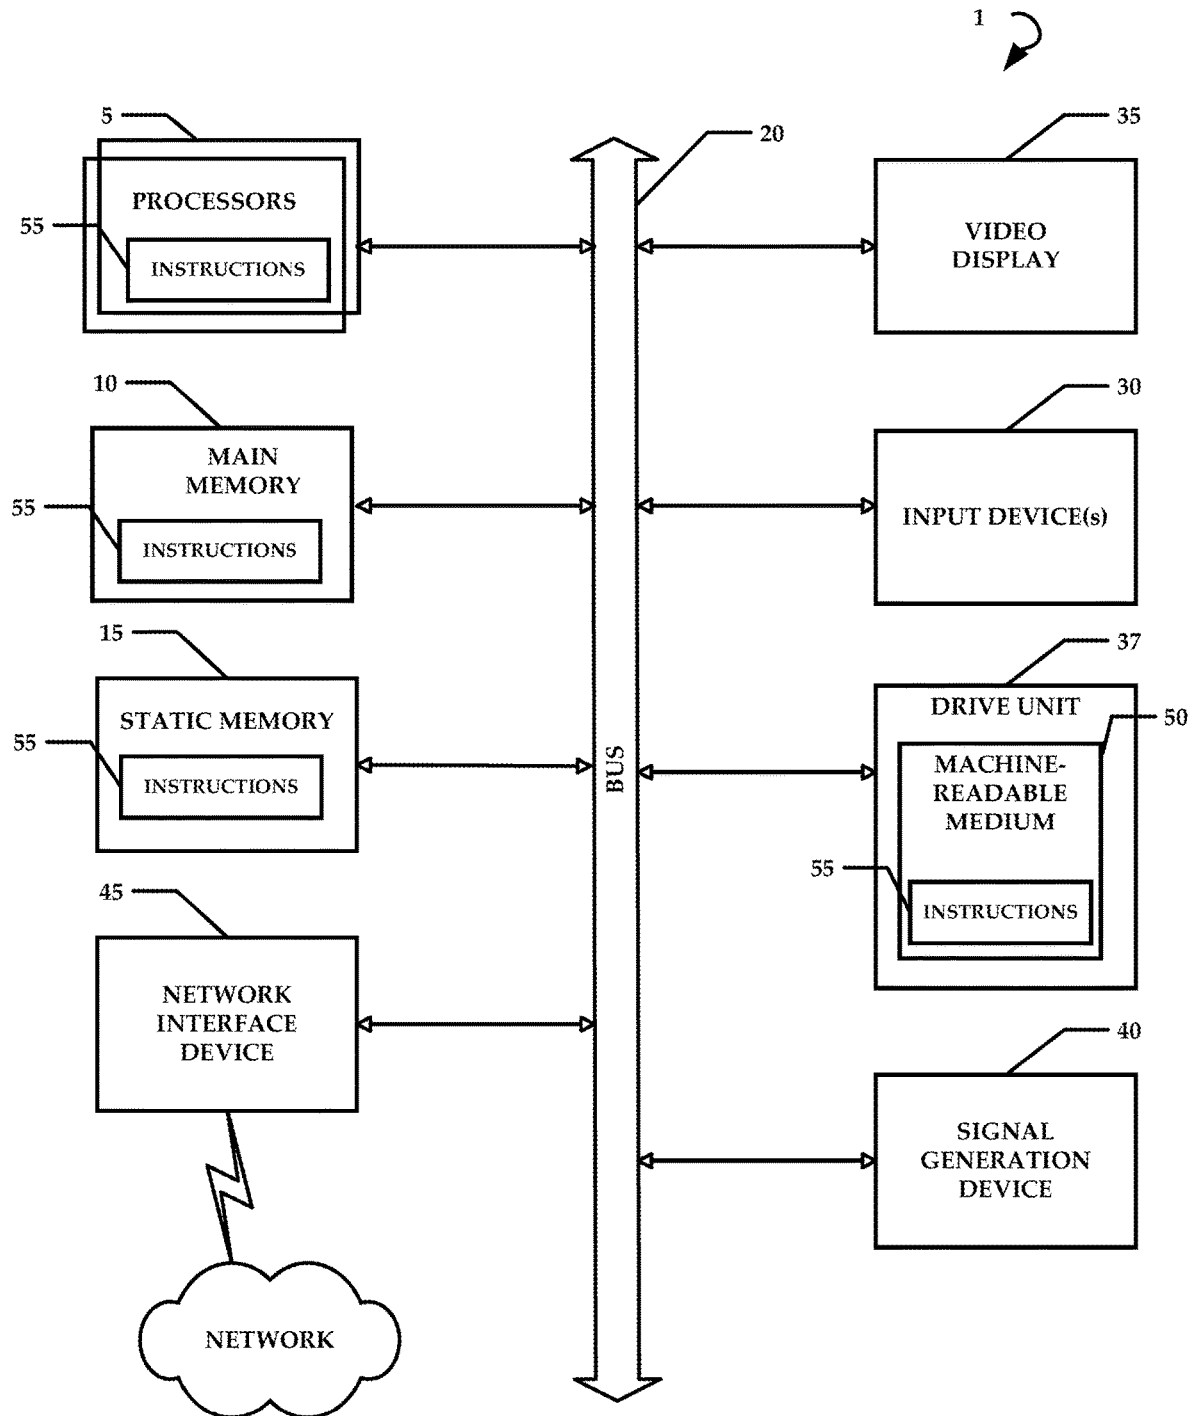 1
5
20
35
PROCESSORS
55
INSTRUCTIONS
VIDEO
DISPLAY
10
30
MAIN
MEMORY
55
INSTRUCTIONS
INPUT DEVICE(s)
15
37
STATIC MEMORY
55
INSTRUCTIONS
BUS
DRIVE UNIT
50
MACHINE-
READABLE
MEDIUM
55
INSTRUCTIONS
45
NETWORK
INTERFACE
DEVICE
40
SIGNAL
GENERATION
DEVICE
NETWORK